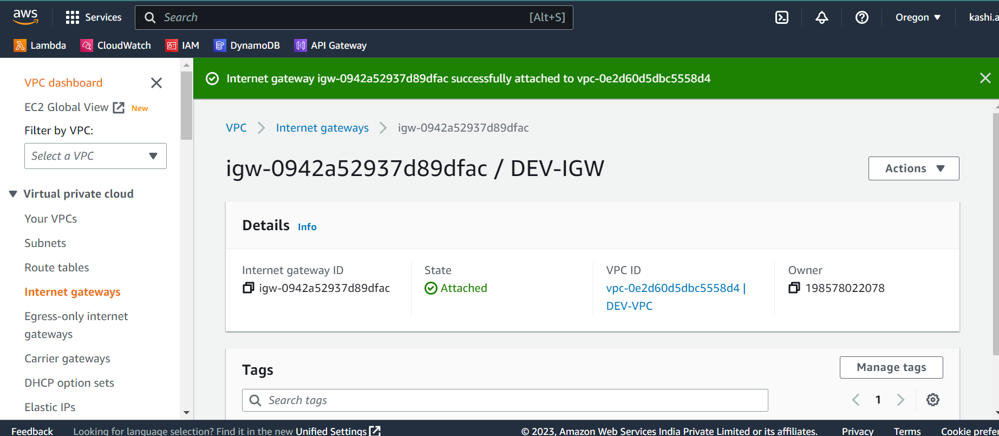 aws
Services
Search
[Alt+S]
Oregon
kashi.a
Lambda
CloudWatch
IAM
DynamoDB
API Gateway
VPC dashboard
EC2 Global View New
Filter by VPC:
Select a VPC
Virtual private cloud
Your VPCs
Subnets
Route tables
Internet gateways
Egress-only internet
gateways
Carrier gateways
DHCP option sets
Elastic IPs
Internet gateway igw-0942a52937d89dfac successfully attached to vpc-0e2d60d5dbc5558d4
VPC
Internet gateways
igw-0942a52937d89dfac
igw-0942a52937d89dfac / DEV-IGW
Actions
Details Info
Internet gateway ID
igw-0942a52937d89dfac
State
Attached
VPC ID
vpc-0e2d60d5dbc5558d4 |
DEV-VPC
Owner
198578022078
Tags
Manage tags
Search tags
1
Feedback
Looking for language selection? Find it in the new Unified Settings
© 2023, Amazon Web Services India Private Limited or its affiliates.
Privacy
Terms
Cookie prefer